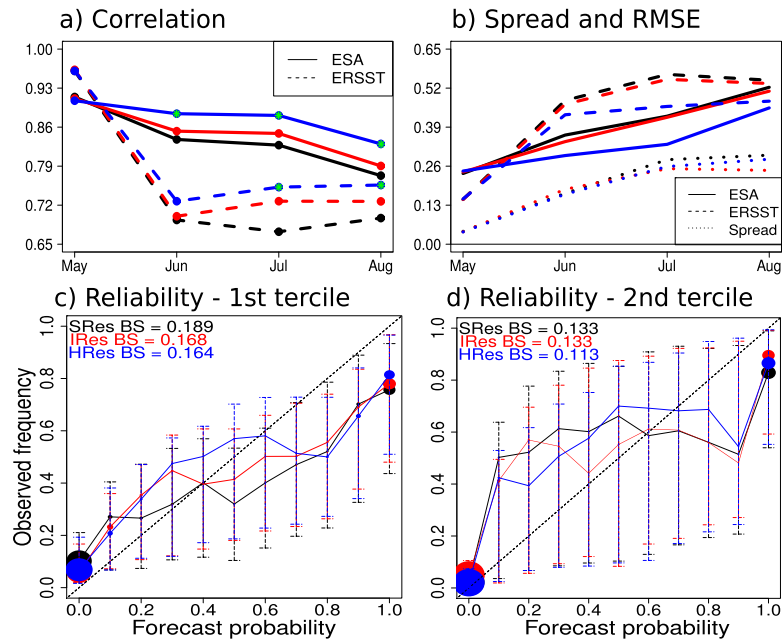 a) Correlation
1.00
0.93
0.86
0.79
0.72
0.65
ESA
ERSST
May Jun Jul Aug
b) Spread and RMSE
0.65
0.52
0.39
0.26
0.13
0.00
ESA
ERSST
Spread
May Jun Jul Aug
c) Reliability - 1st tercile
SRes BS = 0.189
IRes BS = 0.168
HRes BS = 0.164
Observed frequency
1.0
0.8
0.6
0.4
0.2
0.0
0.0 0.2 0.4 0.6 0.8 1.0
Forecast probability
d) Reliability - 2nd tercile
SRes BS = 0.133
IRes BS = 0.133
HRes BS = 0.113
1.0
0.8
0.6
0.4
0.2
0.0
0.0 0.2 0.4 0.6 0.8 1.0
Forecast probability